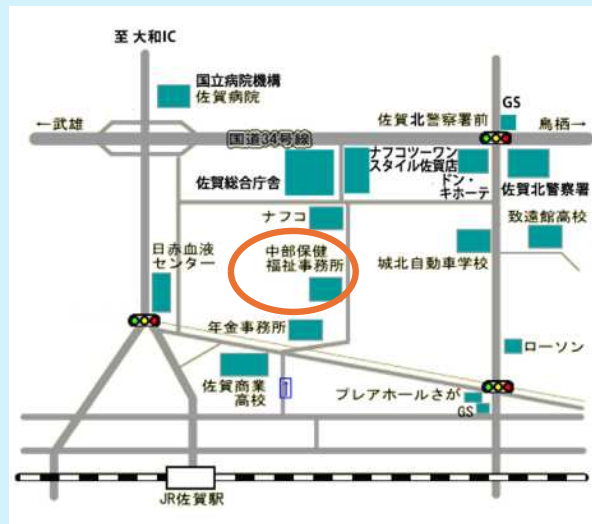 至 大和IC
国立病院機構
佐賀病院
GS
←武雄
佐賀北警察署前
鳥栖→
国道34号線
佐賀総合庁舎
ナフコツーワン
スタイル佐賀店
ドン・
キホーテ
佐賀北警察署
ナフコ
致遠館高校
日赤血液
センター
中部保健
福祉事務所
城北自動車学校
年金事務所
ローソン
佐賀商業
高校
プレアホールさが
GS
JR佐賀駅